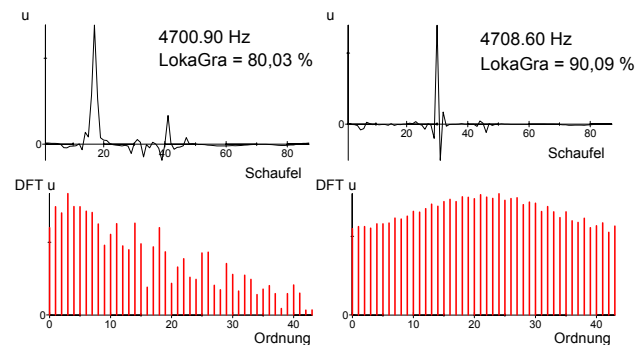 u
4700.90 Hz
LokaGra = 80,03 %
0
20
40
60
80
Schaufel
u
4708.60 Hz
LokaGra = 90,09 %
0
20
40
60
80
Schaufel
DFT u
0
10
20
30
40
Ordnung
DFT u
0
10
20
30
40
Ordnung